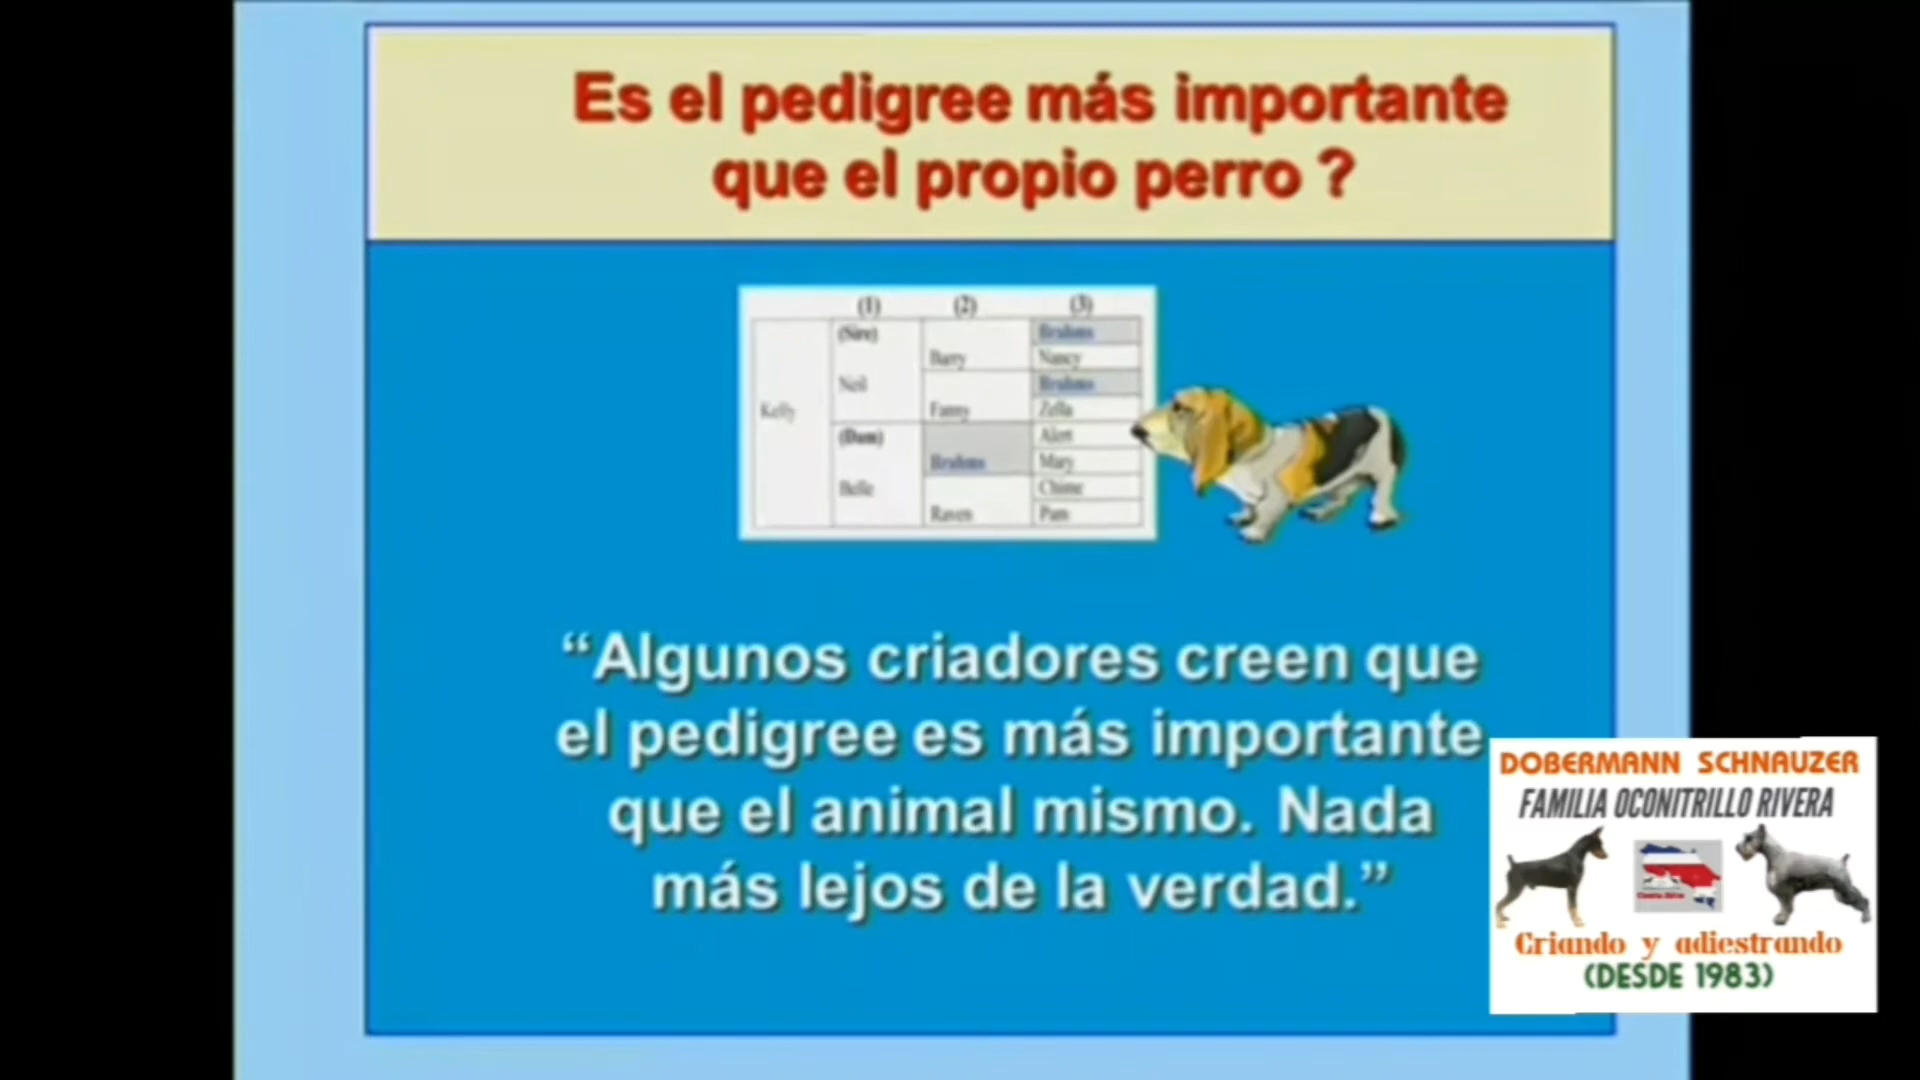 Es el pedigree más importante
que el propio perro ?
(1) (2) (3)
(Sire) Brahms
Barry Nancy
Neil Brahms
Kelly Fanny Zella
(Dam) Alert
Brahms Mary
Belle Chime
Raven Pam
“Algunos criadores creen que
el pedigree es más importante
que el animal mismo. Nada
más lejos de la verdad.”
DOBERMANN SCHNAUZER
FAMILIA OCONITRILLO RIVERA
Criando y adiestrando
(DESDE 1983)